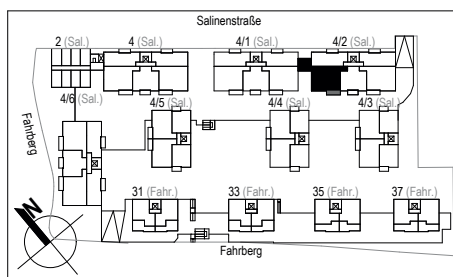 Salinenstraße
2 (Sal.) 4 (Sal.) 4/1 (Sal.) 4/2 (Sal.)
4/6 (Sal.) 4/5 (Sal.) 4/4 (Sal.) 4/3 (Sal.)
Fahrberg
31 (Fahr.) 33 (Fahr.) 35 (Fahr.) 37 (Fahr.)
N
Fahrberg